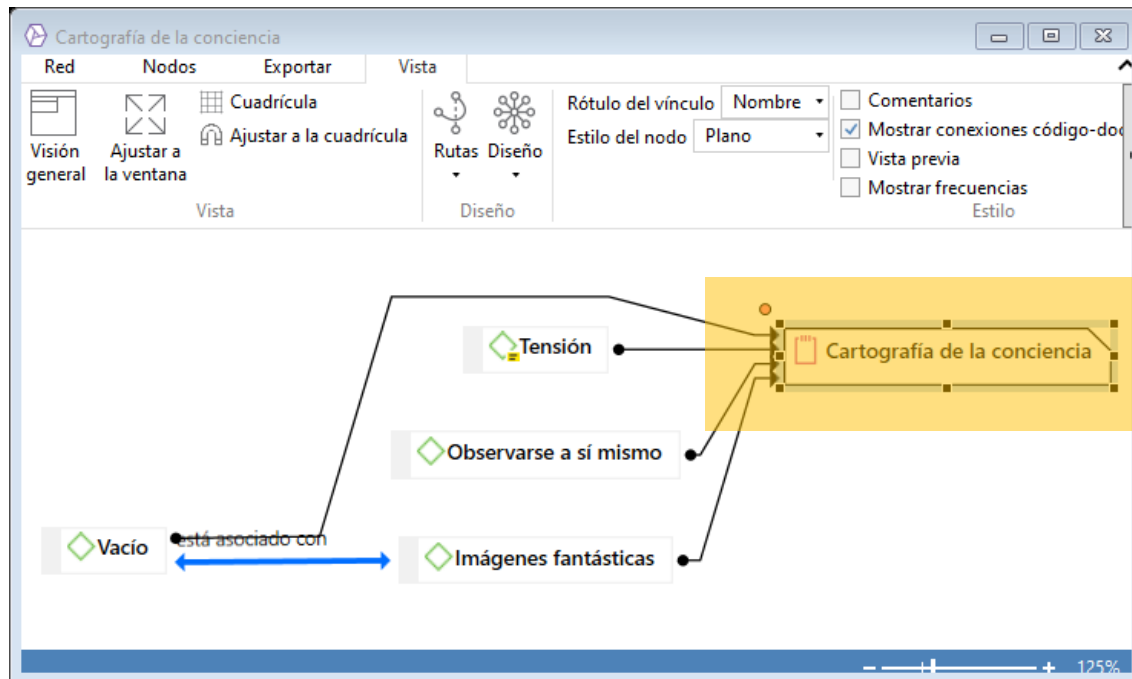 Cartografía de la conciencia
Red Nodos Exportar Vista
Cuadrícula
Ajustar a la cuadrícula
Visión general
Ajustar a la ventana
Vista
Rutas Diseño
Diseño
Rótulo del vínculo Nombre
Estilo del nodo Plano
Comentarios
Mostrar conexiones código-doc
Vista previa
Mostrar frecuencias
Estilo
Tensión
Cartografía de la conciencia
Observarse a sí mismo
Vacío
está asociado con
Imágenes fantásticas
125%